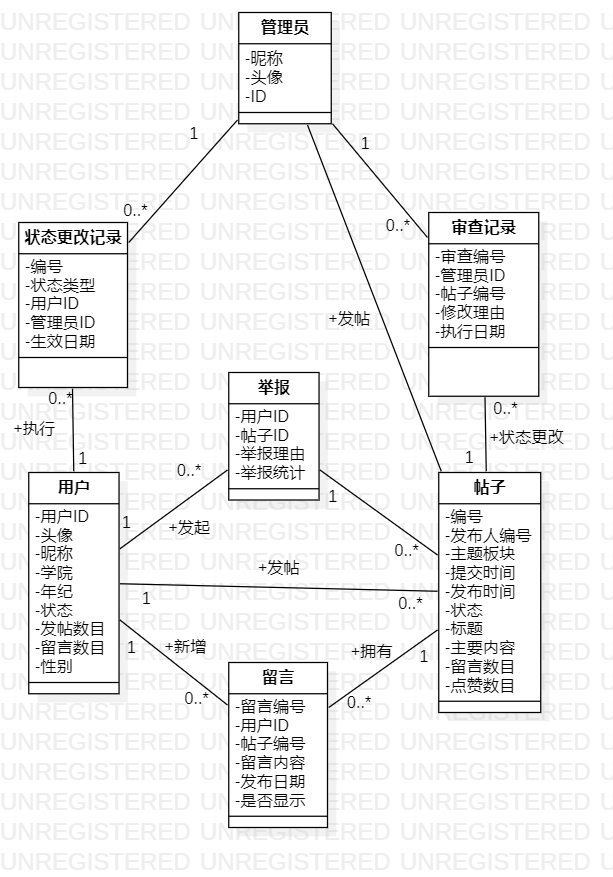 管理员
-昵称
-头像
-ID
1
1
0..*
0..*
状态更改记录
-编号
-状态类型
-用户ID
-管理员ID
-生效日期
审查记录
-审查编号
-管理员ID
-帖子编号
-修改理由
-执行日期
+发帖
0..*
+执行
1
0..*
+状态更改
1
举报
-用户ID
-帖子ID
-举报理由
-举报统计
0..*
1
+发起
1
0..*
用户
-用户ID
-头像
-昵称
-学院
-年纪
-状态
-发帖数目
-留言数目
-性别
帖子
-编号
-发布人编号
-主题板块
-提交时间
-发布时间
-状态
-标题
-主要内容
-留言数目
-点赞数目
+发帖
1
0..*
1
+新增
0..*
+拥有
1
0..*
留言
-留言编号
-用户ID
-帖子编号
-留言内容
-发布日期
-是否显示
UNREGISTERED